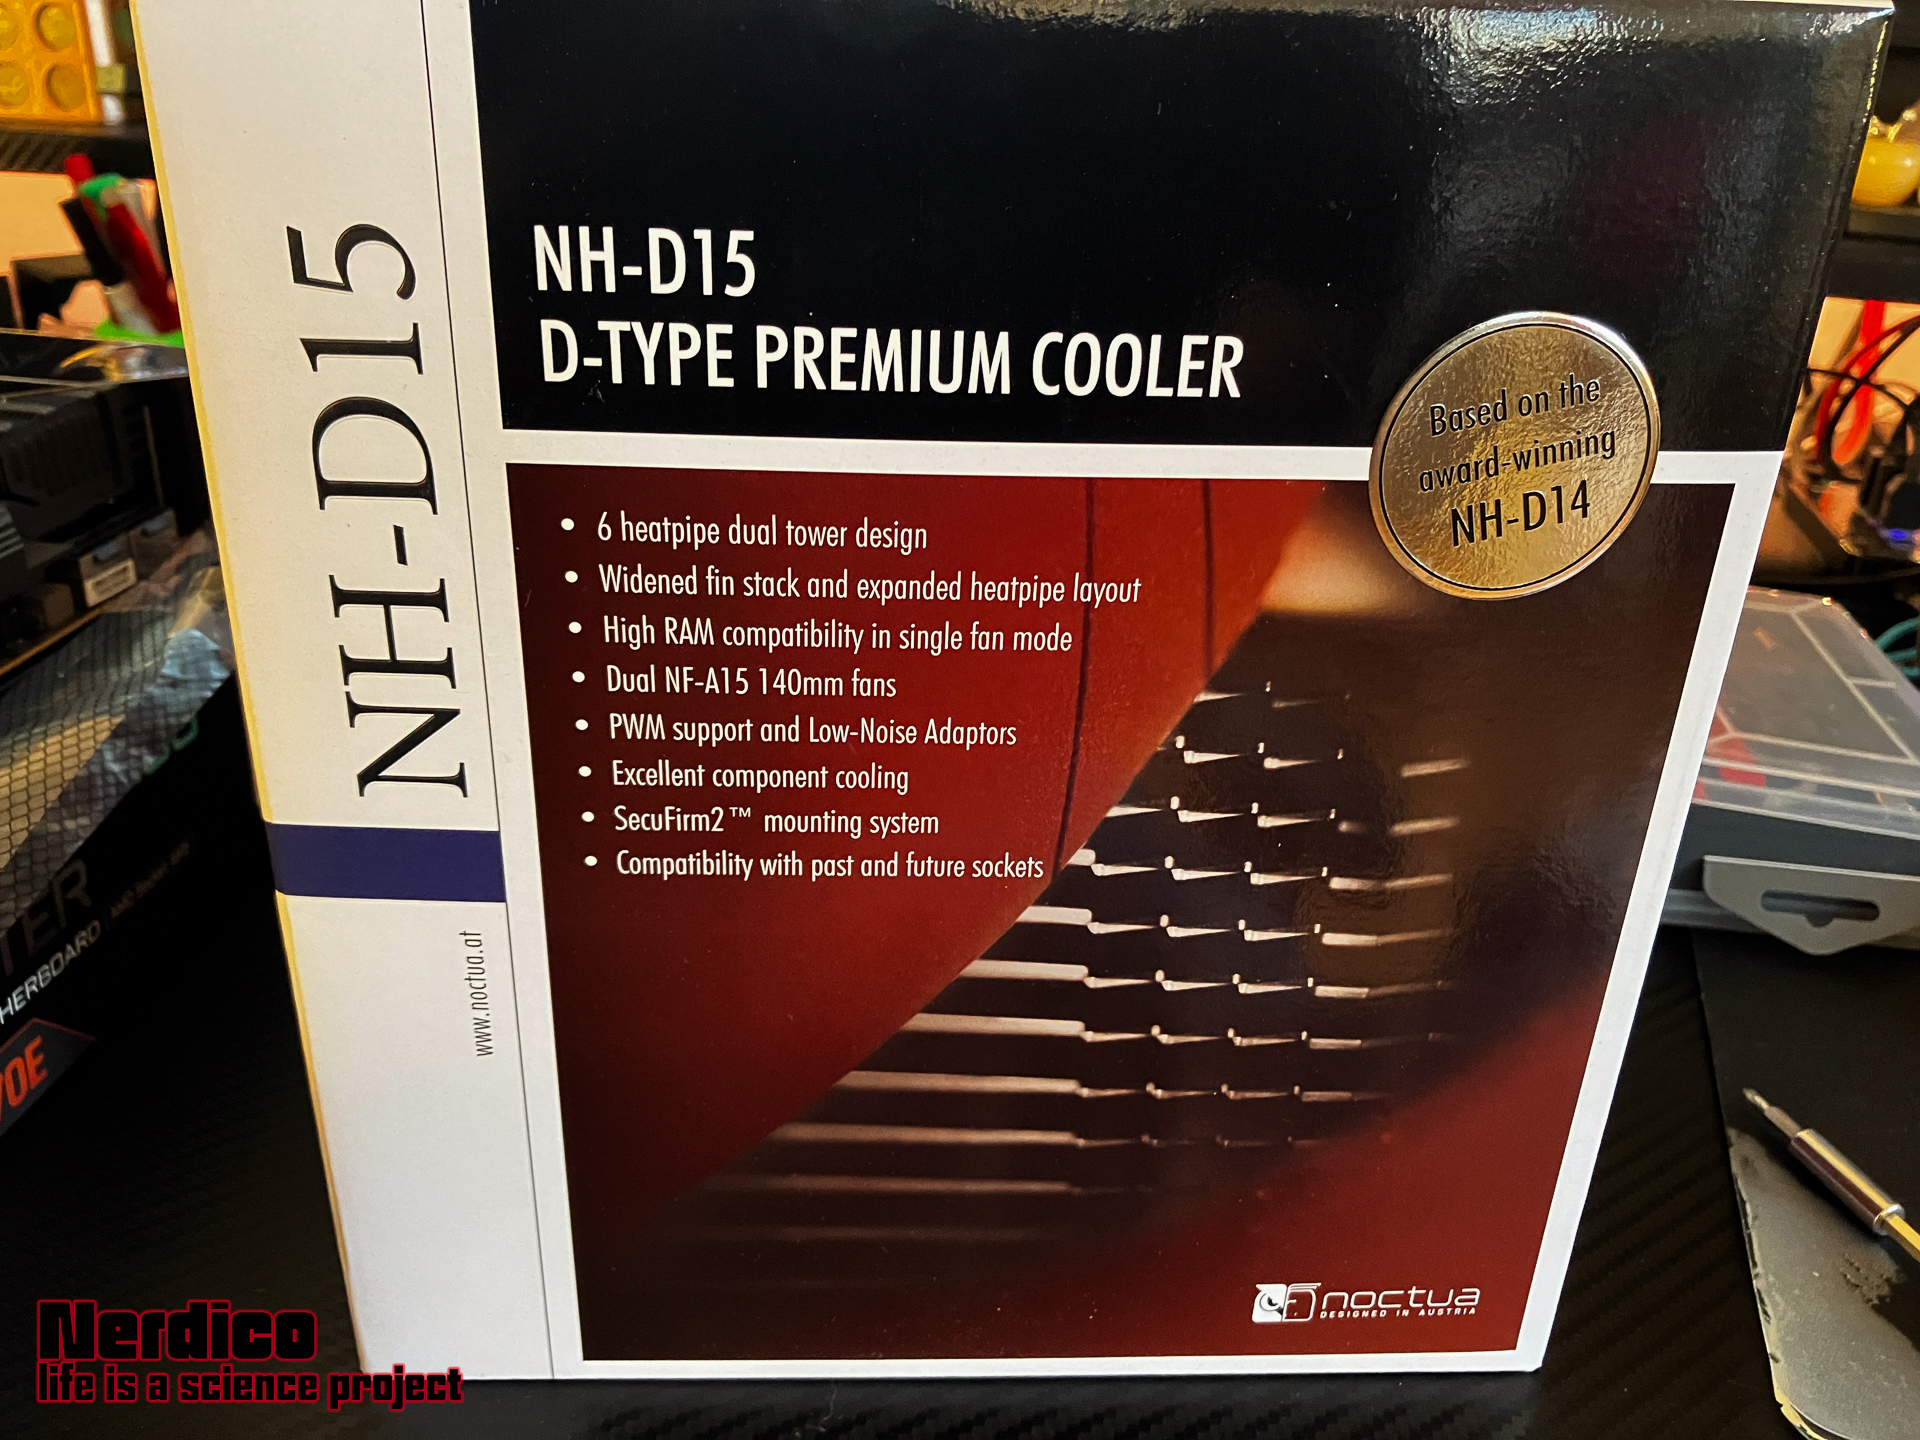 NH-D15
www.noctua.at
NH-D15
D-TYPE PREMIUM COOLER
Based on the
award-winning
NH-D14
• 6 heatpipe dual tower design
• Widened fin stack and expanded heatpipe layout
• High RAM compatibility in single fan mode
• Dual NF-A15 140mm fans
• PWM support and Low-Noise Adaptors
• Excellent component cooling
• SecuFirm2™ mounting system
• Compatibility with past and future sockets
noctua
DESIGNED IN AUSTRIA
TER
HERBOARD
70E
Nerdico
life is a science project